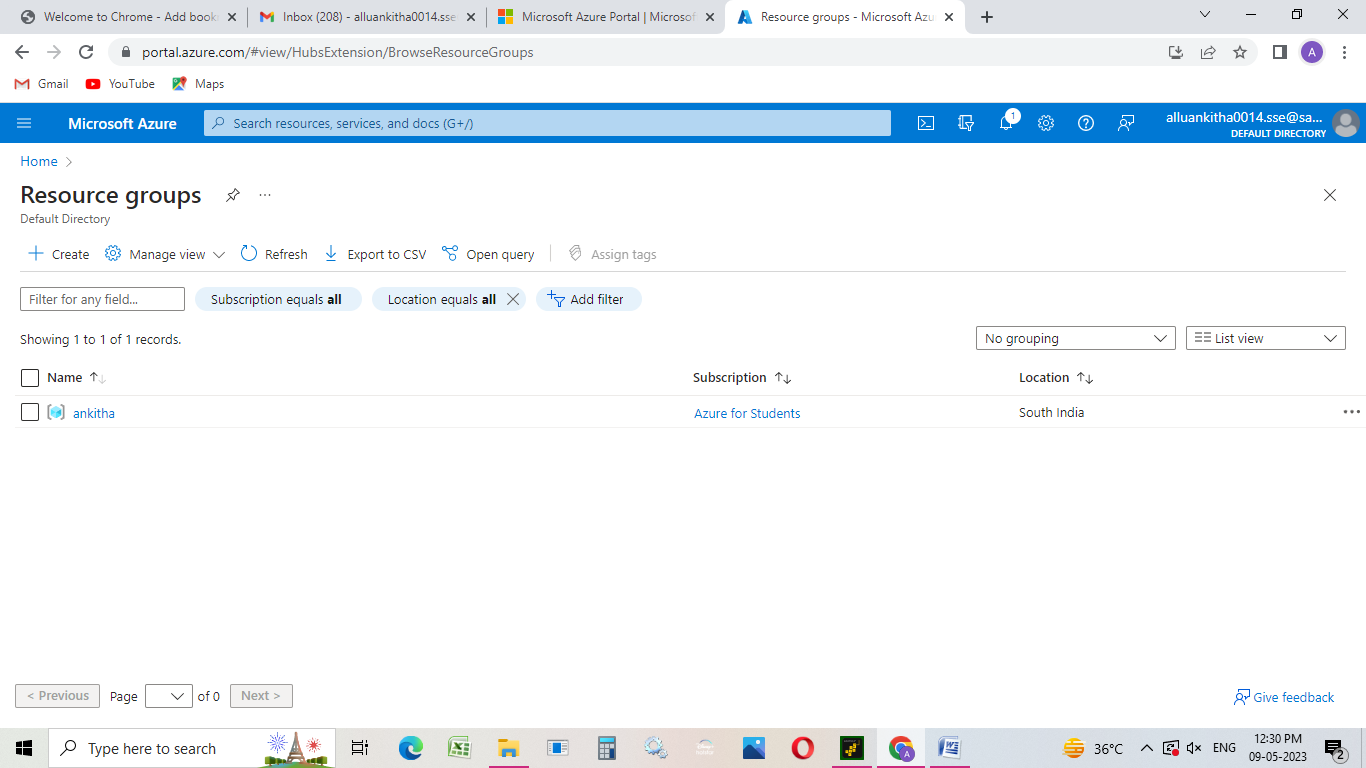 Welcome to Chrome - Add book
Inbox (208) - alluankitha0014.sse
Microsoft Azure Portal | Microsof
Resource groups - Microsoft Azu
portal.azure.com/#view/HubsExtension/BrowseResourceGroups
A
Gmail
YouTube
Maps
Microsoft Azure
Search resources, services, and docs (G+/)
1
alluankitha0014.sse@sa...
DEFAULT DIRECTORY
Home
Resource groups
...
Default Directory
Create
Manage view
Refresh
Export to CSV
Open query
Assign tags
Filter for any field...
Subscription equals all
Location equals all
Add filter
Showing 1 to 1 of 1 records.
No grouping
List view
Name
Subscription
Location
ankitha
Azure for Students
South India
< Previous
Page
of 0
Next >
Give feedback
Type here to search
A
36°C
ENG
12:30 PM
09-05-2023
2